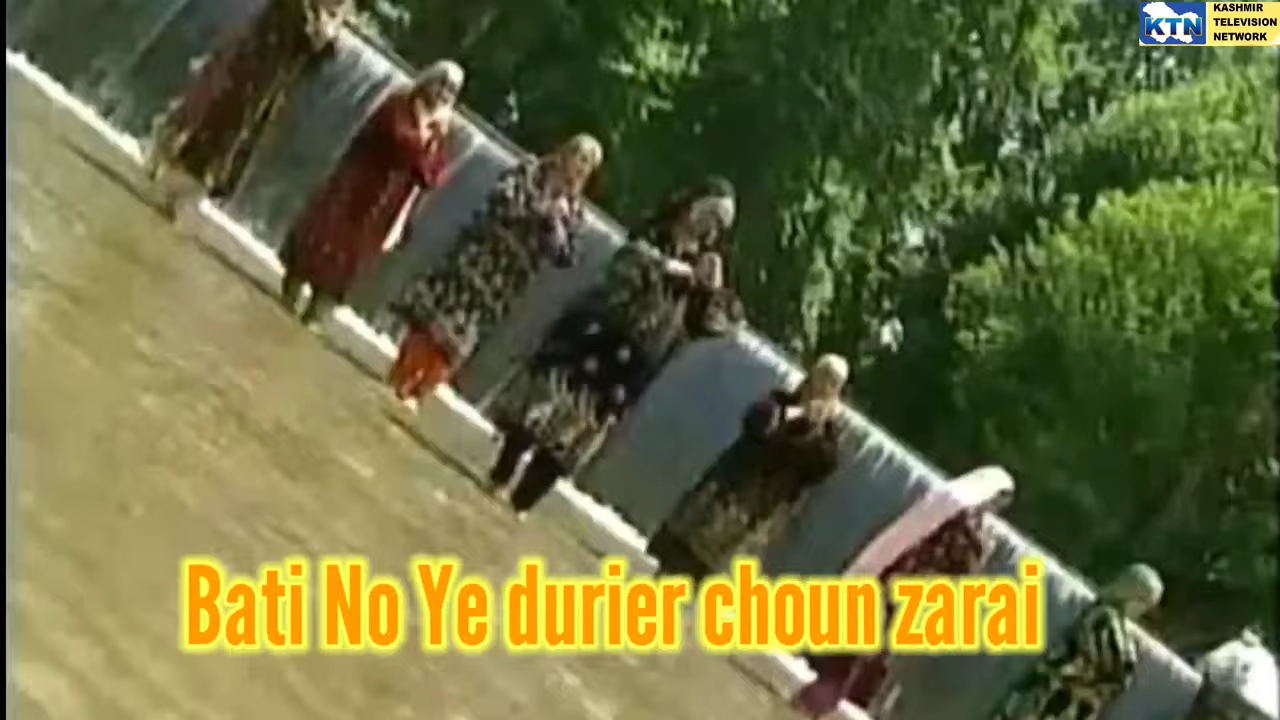 KTN
KASHMIR
TELEVISION
NETWORK
Bati No Ye durier choun zarai